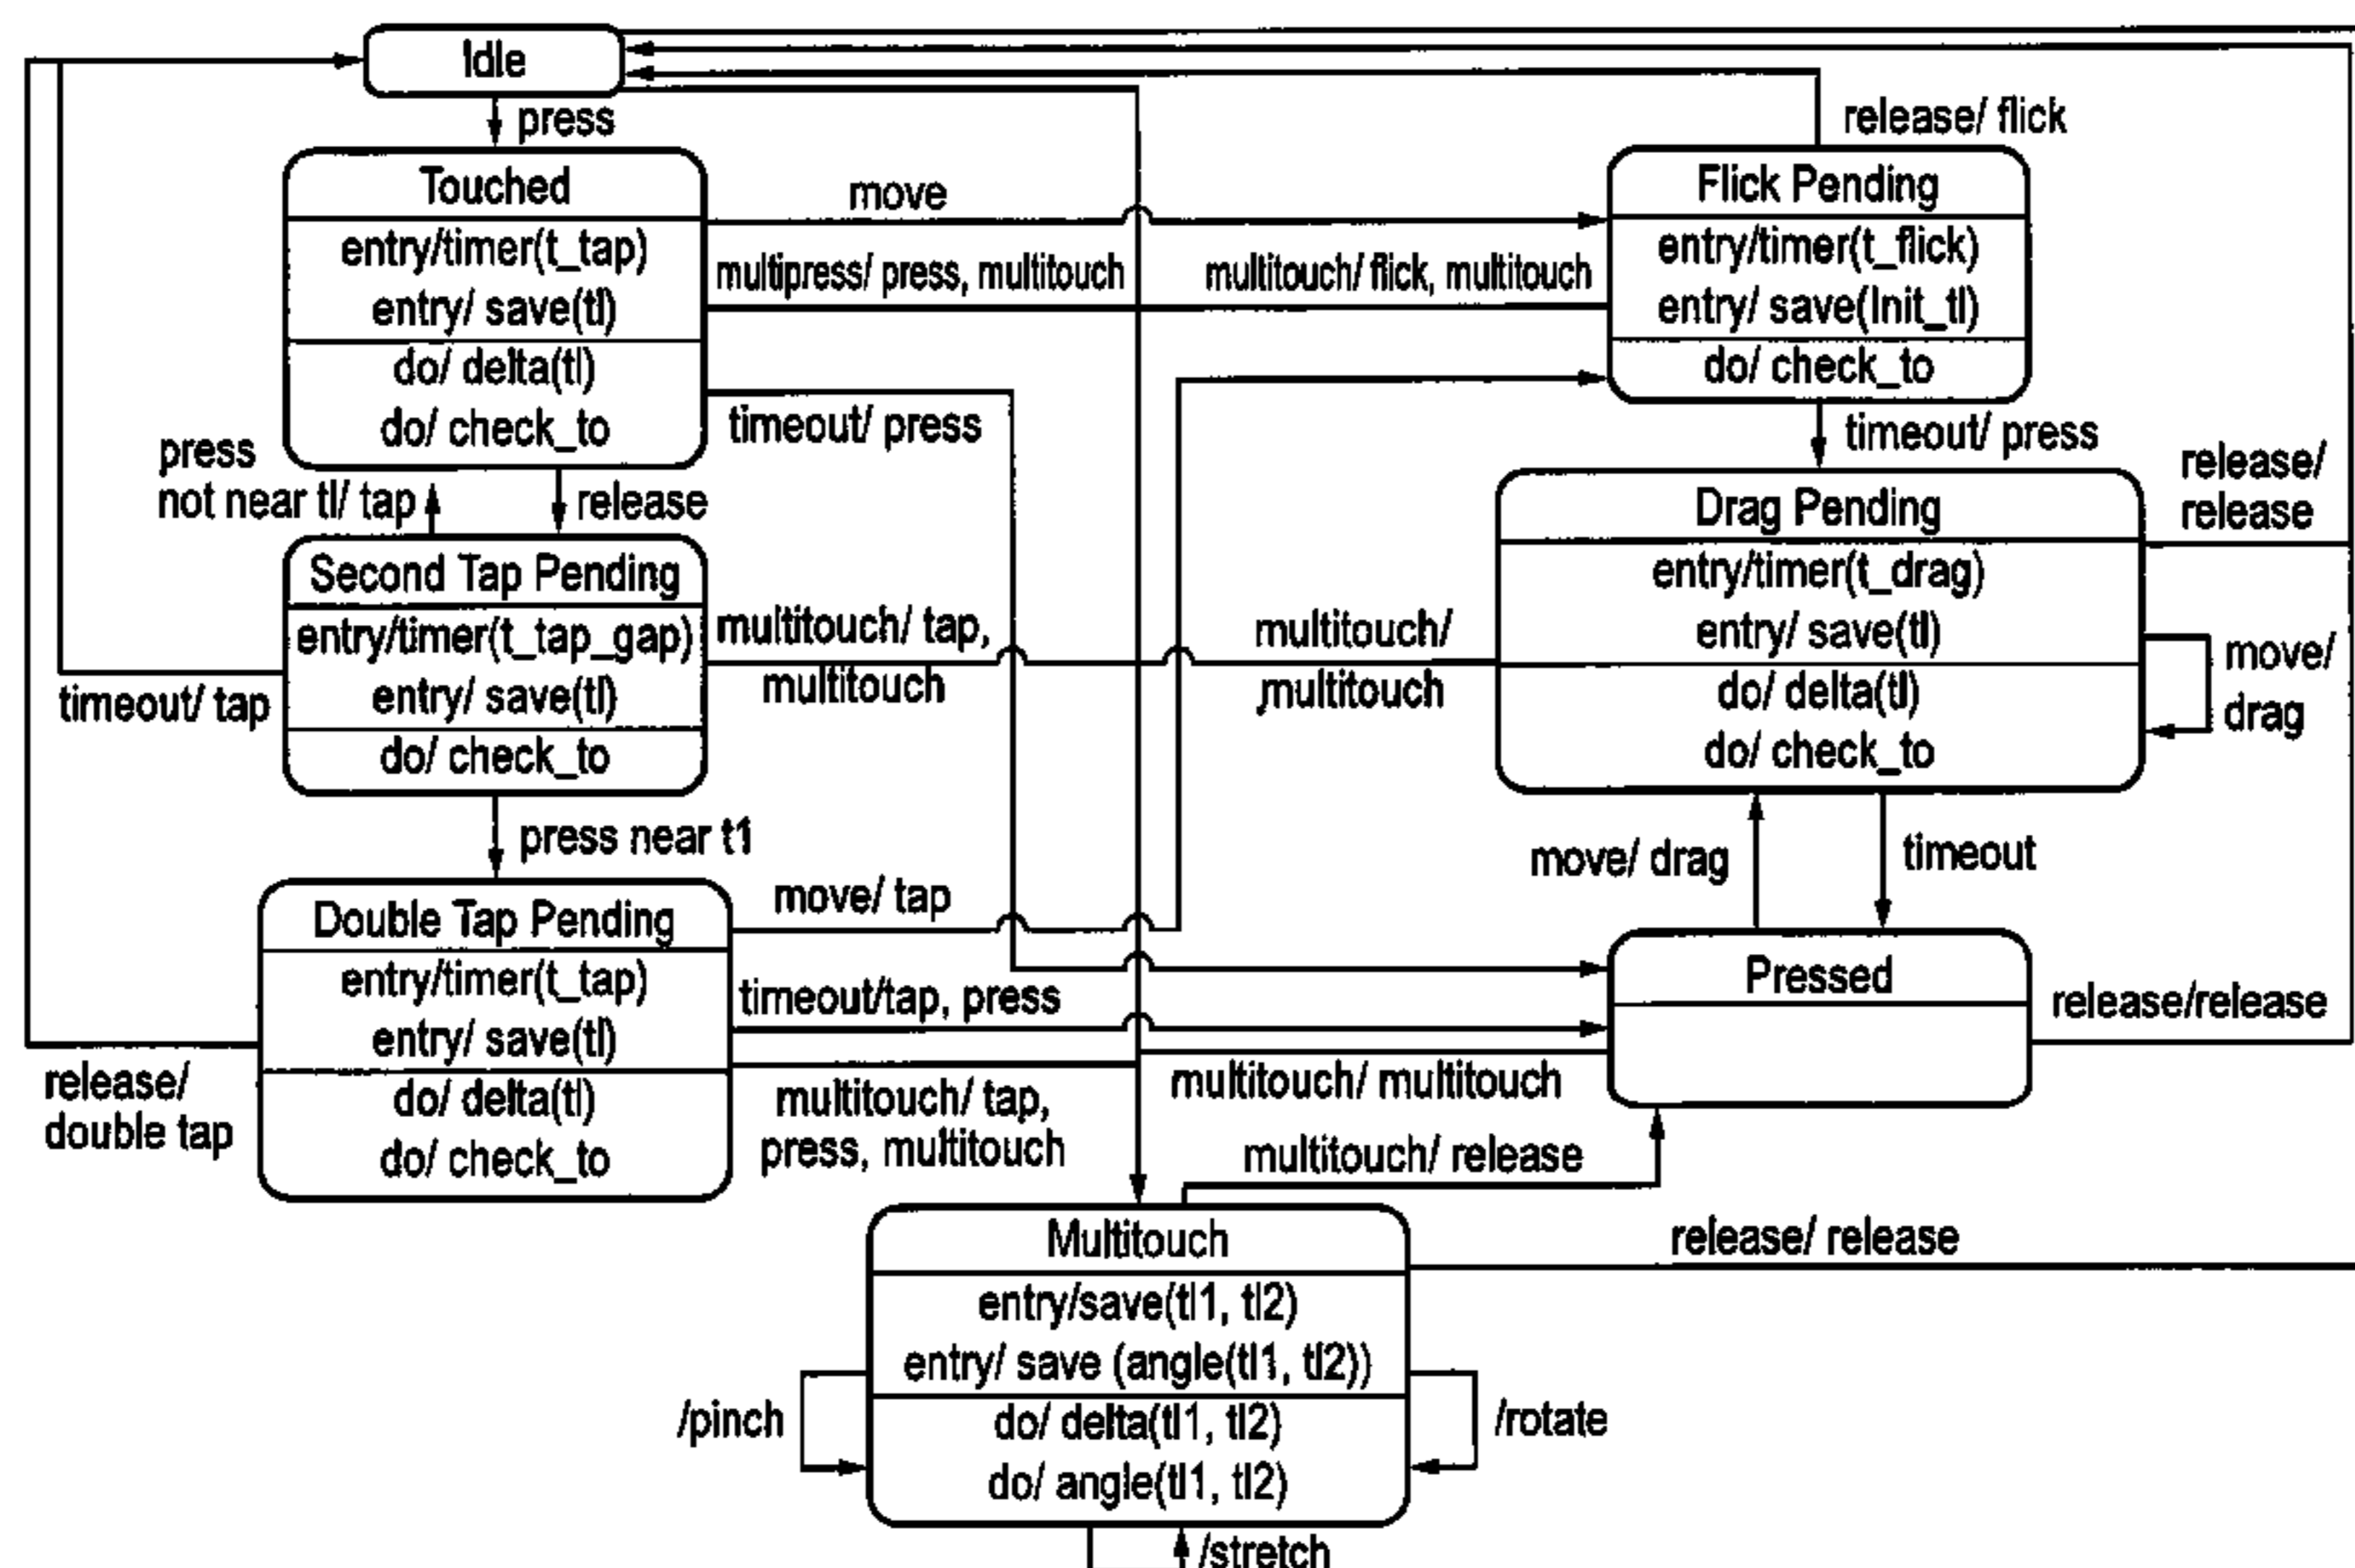 Idle
press
release/ flick
Touched
entry/timer(t_tap)
entry/ save(tl)
do/ delta(tl)
do/ check_to
move
multipress/ press, multitouch
multitouch/ flick, multitouch
Flick Pending
entry/timer(t_flick)
entry/ save(Init_tl)
do/ check_to
timeout/ press
timeout/ press
press
not near tl/ tap
release
release/
release
Second Tap Pending
entry/timer(t_tap_gap)
entry/ save(tl)
do/ check_to
multitouch/ tap,
multitouch
multitouch/
,multitouch
Drag Pending
entry/timer(t_drag)
entry/ save(tl)
do/ delta(tl)
do/ check_to
move/
drag
timeout/ tap
press near t1
move/ drag
timeout
Double Tap Pending
entry/timer(t_tap)
entry/ save(tl)
do/ delta(tl)
do/ check_to
move/ tap
timeout/tap, press
Pressed
release/release
release/
double tap
multitouch/ tap,
press, multitouch
multitouch/ multitouch
multitouch/ release
release/ release
Multitouch
entry/save(tl1, tl2)
entry/ save (angle(tl1, tl2))
do/ delta(tl1, tl2)
do/ angle(tl1, tl2)
/pinch
/rotate
/stretch